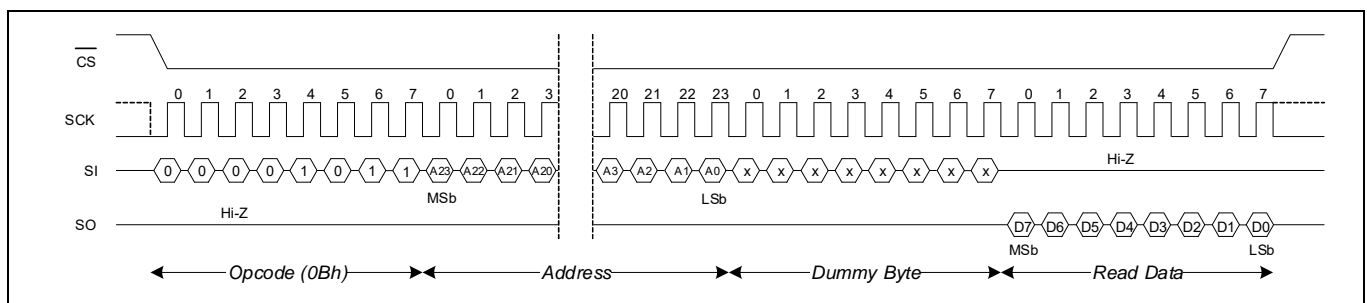 CS
0 1 2 3 4 5 6 7 0 1 2 3 20 21 22 23 0 1 2 3 4 5 6 7 0 1 2 3 4 5 6 7
SCK
Hi-Z
SI 0 0 0 0 1 0 1 1 A23 A22 A21 A20 A3 A2 A1 A0 x x x x x x x x
MSb LSb
Hi-Z
SO D7 D6 D5 D4 D3 D2 D1 D0
MSb LSb
Opcode (0Bh) Address Dummy Byte Read Data